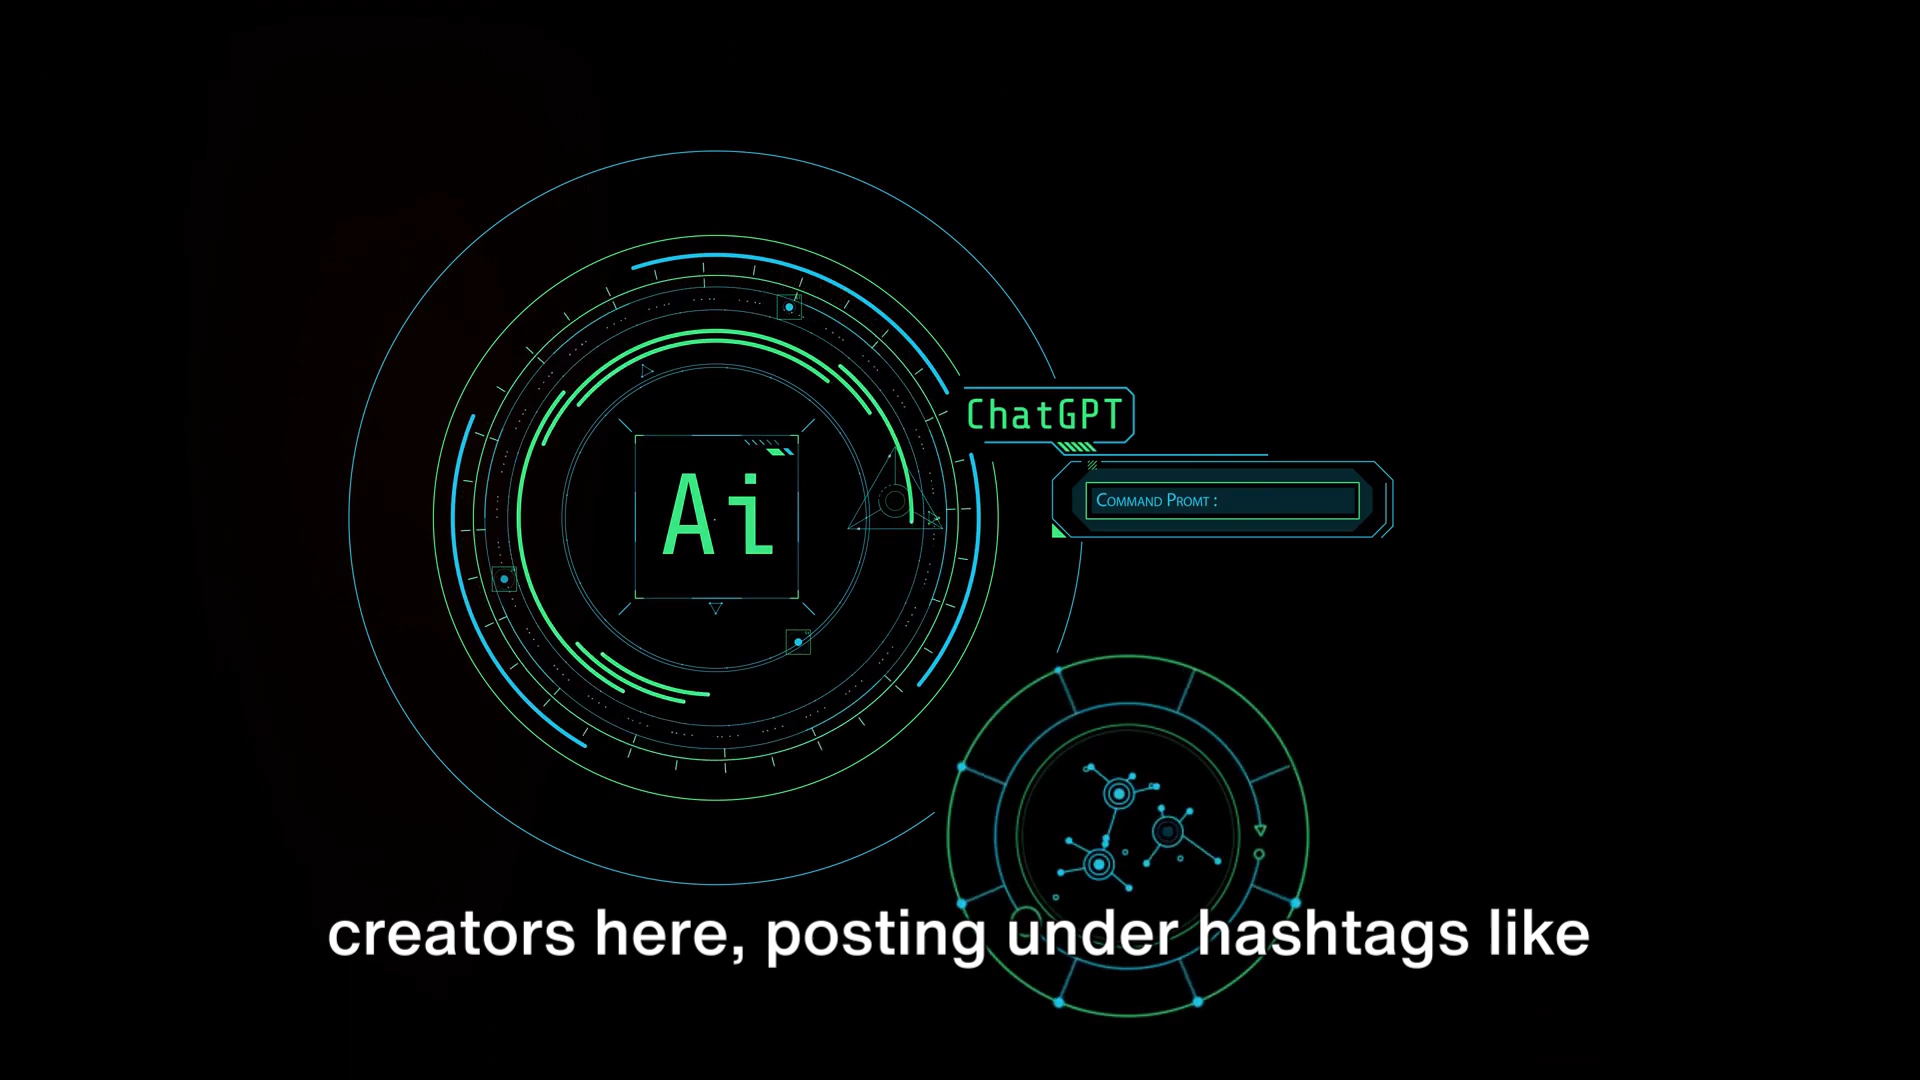 ChatGPT
Command Promt :
Ai
creators here, posting under hashtags like